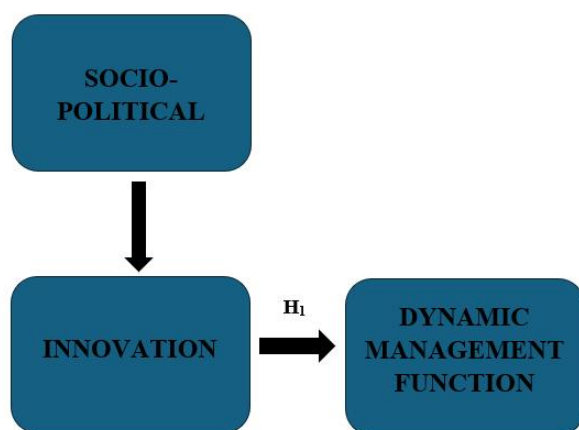 SOCIO-
POLITICAL
H₁
INNOVATION
DYNAMIC
MANAGEMENT
FUNCTION